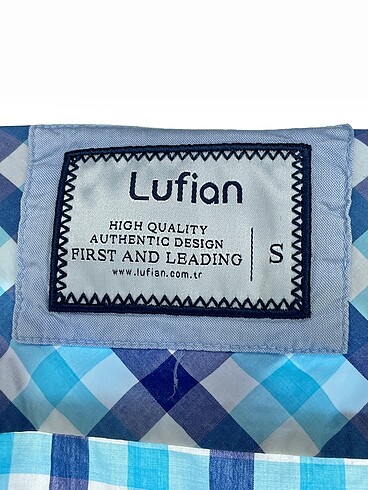 Lufian
HIGH QUALITY
AUTHENTIC DESIGN
FIRST AND LEADING
www.lufian.com.tr
S